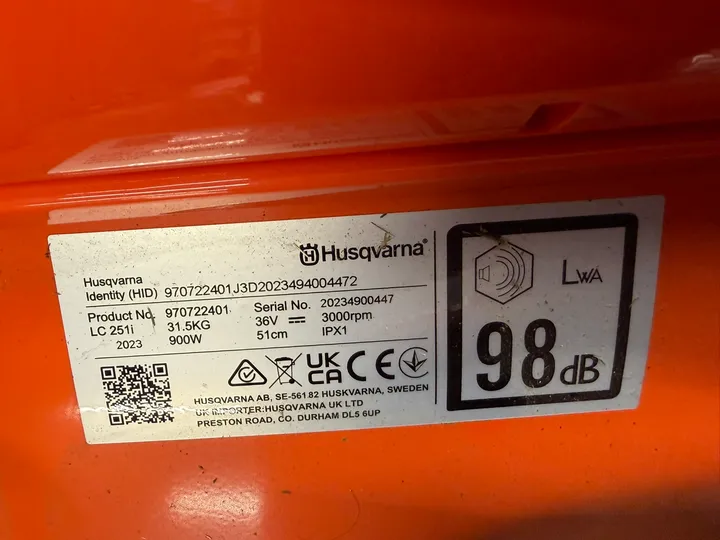 Husqvarna
Husqvarna
Identity (HID) 970722401J3D2023494004472
Product No. 970722401 Serial No. 20234900447
LC 251i 31.5KG 36V 3000rpm
2023 900W 51cm IPX1
UK CA CE
HUSQVARNA AB, SE-561 82 HUSKVARNA, SWEDEN
UK IMPORTER:HUSQVARNA UK LTD
PRESTON ROAD, CO. DURHAM DL5 6UP
LWA
98 dB